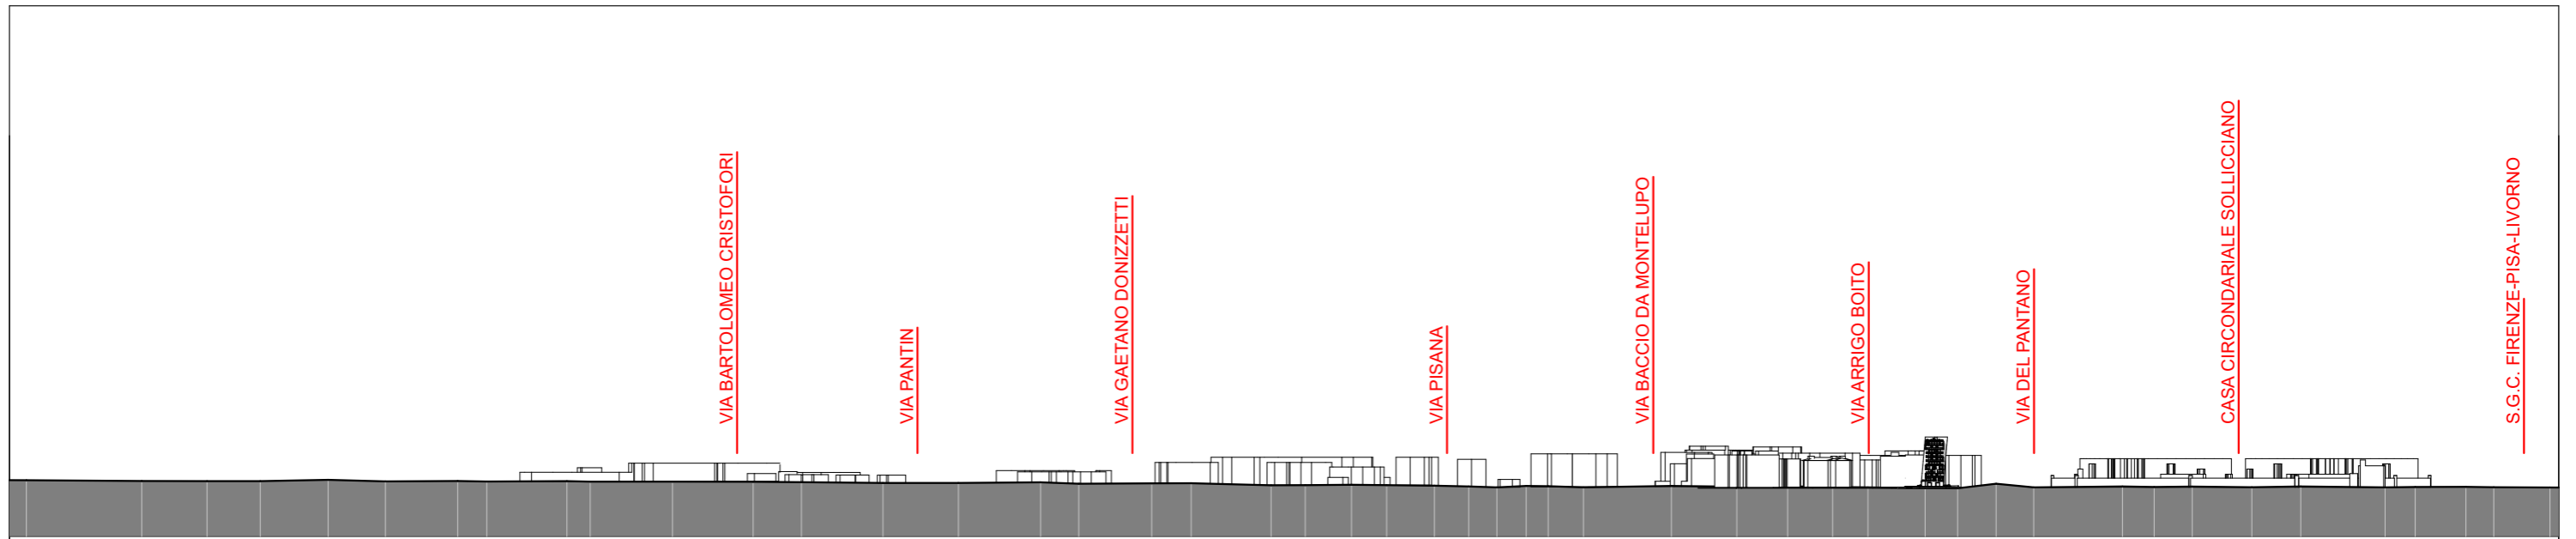 VIA BARTOLOMEO CRISTOFORI
VIA PANTIN
VIA GAETANO DONIZZETTI
VIA PISANA
VIA BACCIO DA MONTELUPO
VIA ARRIGO BOITO
VIA DEL PANTANO
CASA CIRCONDARIALE SOLLICCIANO
S.G.C. FIRENZE-PISA-LIVORNO